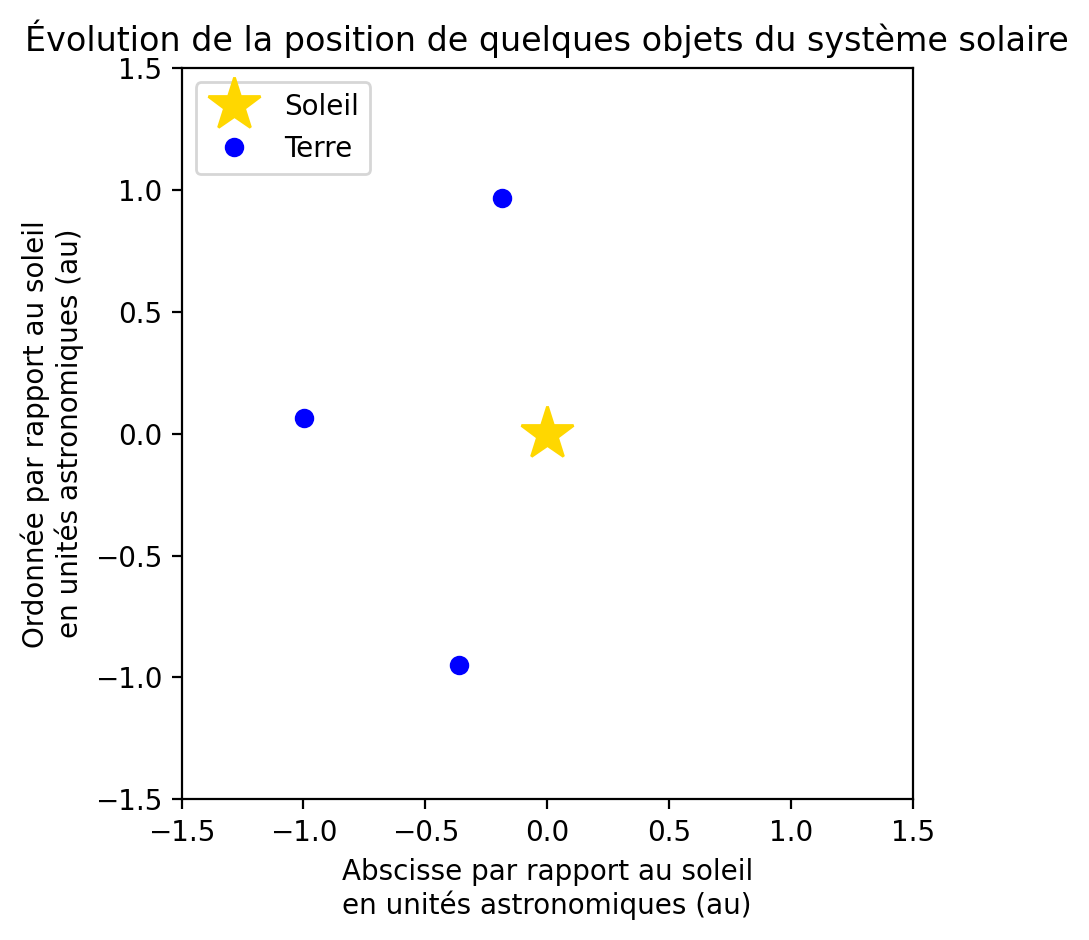 Évolution de la position de quelques objets du système solaire
Soleil
Terre
1.5
1.0
0.5
0.0
−0.5
−1.0
−1.5
Ordonnée par rapport au soleil
en unités astronomiques (au)
−1.5
−1.0
−0.5
0.0
0.5
1.0
1.5
Abscisse par rapport au soleil
en unités astronomiques (au)